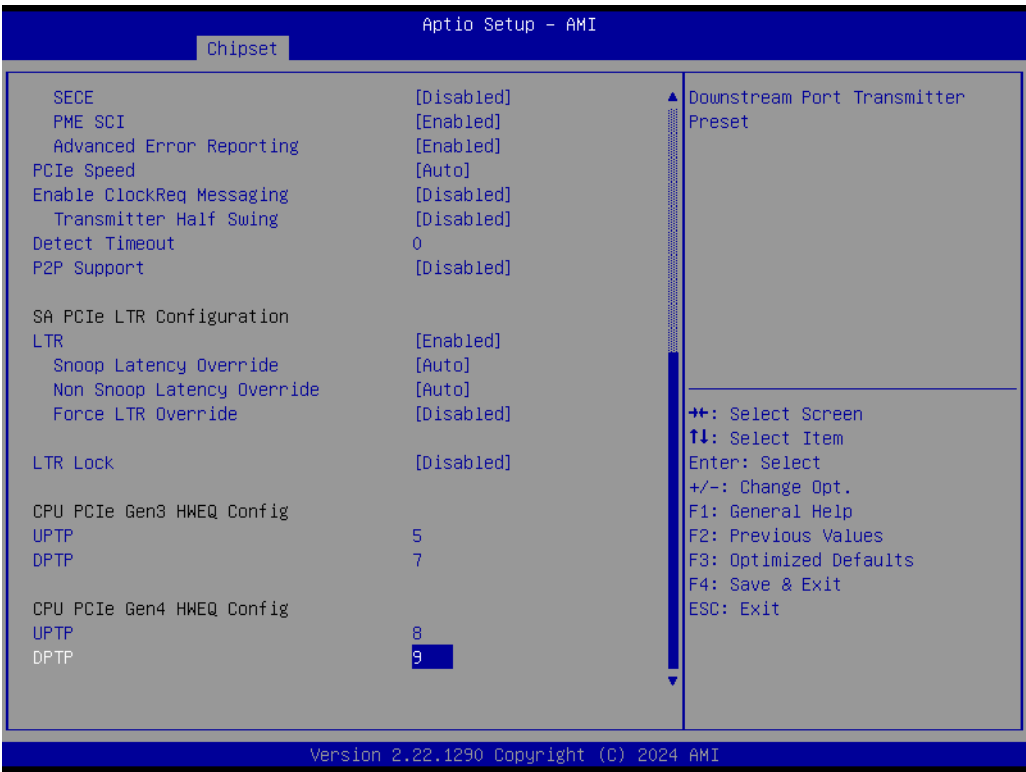 Aptio Setup – AMI
Chipset
SECE [Disabled]
PME SCI [Enabled]
Advanced Error Reporting [Enabled]
PCIe Speed [Auto]
Enable ClockReq Messaging [Disabled]
Transmitter Half Swing [Disabled]
Detect Timeout 0
P2P Support [Disabled]
SA PCIe LTR Configuration
LTR [Enabled]
Snoop Latency Override [Auto]
Non Snoop Latency Override [Auto]
Force LTR Override [Disabled]
LTR Lock [Disabled]
CPU PCIe Gen3 HWEQ Config
UPTP 5
DPTP 7
CPU PCIe Gen4 HWEQ Config
UPTP 8
DPTP 9
Downstream Port Transmitter
Preset
→←: Select Screen
↑↓: Select Item
Enter: Select
+/-: Change Opt.
F1: General Help
F2: Previous Values
F3: Optimized Defaults
F4: Save & Exit
ESC: Exit
Version 2.22.1290 Copyright (C) 2024 AMI